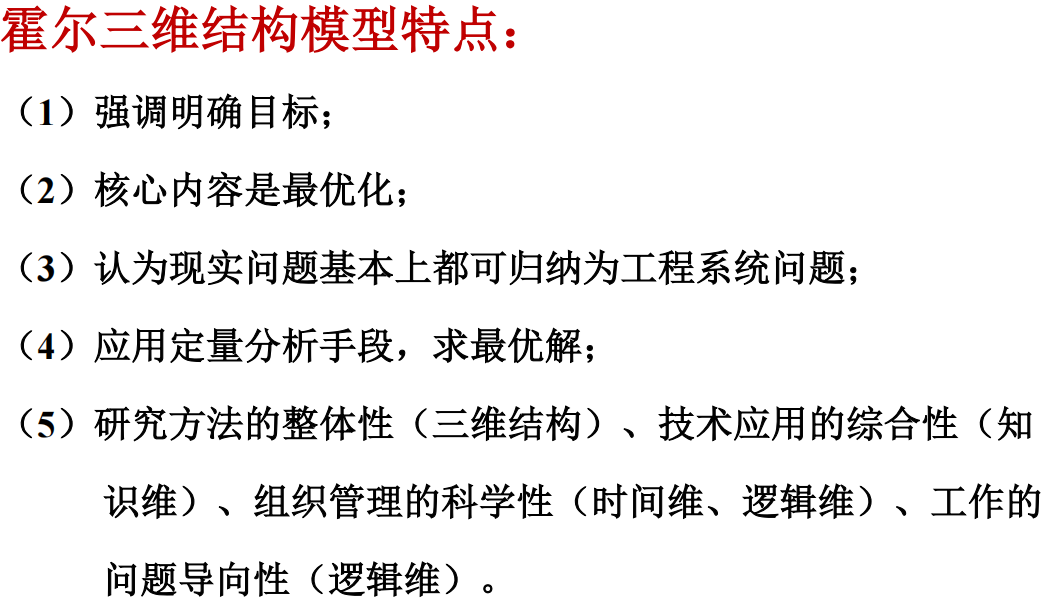 霍尔三维结构模型特点：
（1）强调明确目标；
（2）核心内容是最优化；
（3）认为现实问题基本上都可归纳为工程系统问题；
（4）应用定量分析手段，求最优解；
（5）研究方法的整体性（三维结构）、技术应用的综合性（知
识维）、组织管理的科学性（时间维、逻辑维）、工作的
问题导向性（逻辑维）。